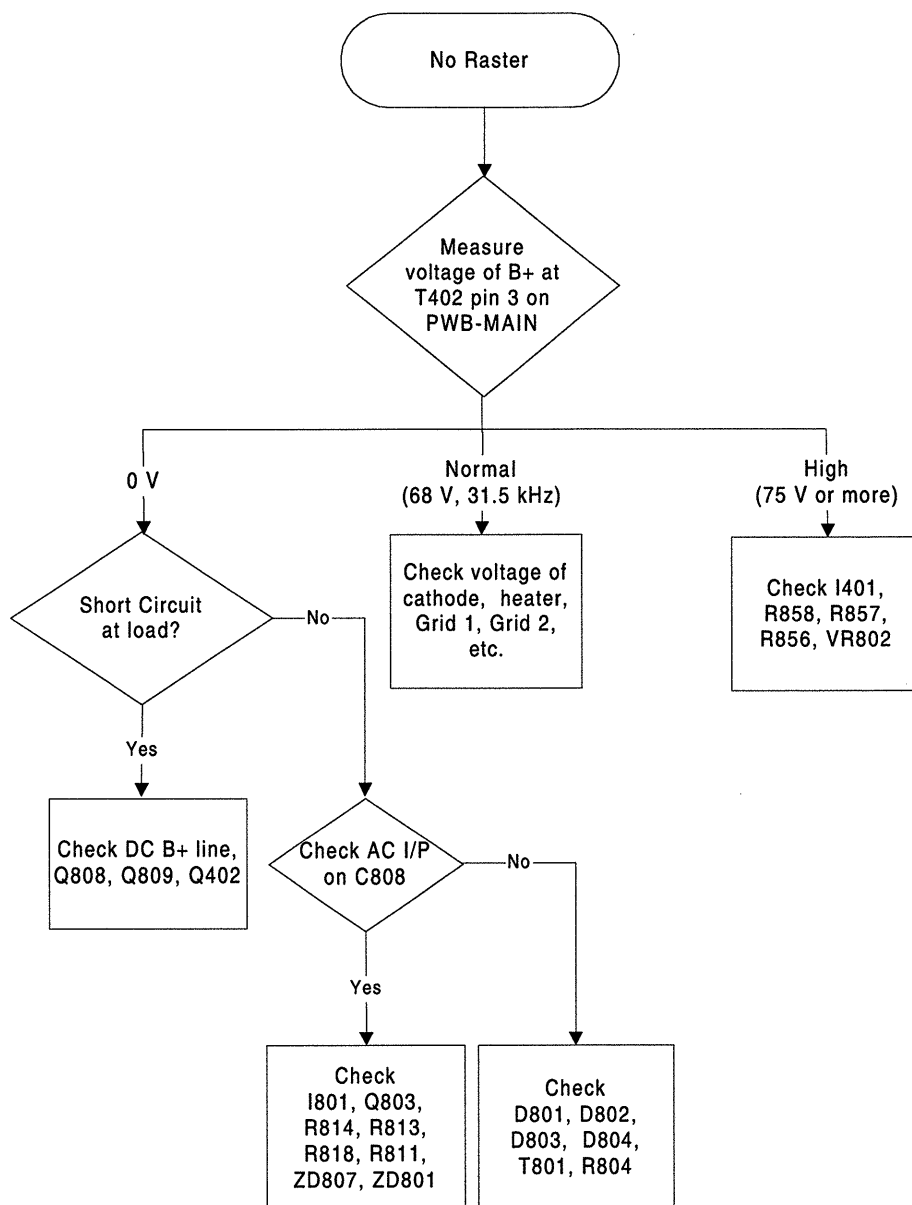 No Raster
Measure
voltage of B+ at
T402 pin 3 on
PWB-MAIN
0 V
Normal
(68 V, 31.5 kHz)
High
(75 V or more)
Short Circuit
at load?
No
Check voltage of
cathode, heater,
Grid 1, Grid 2,
etc.
Check I401,
R858, R857,
R856, VR802
Yes
Check DC B+ line,
Q808, Q809, Q402
Check AC I/P
on C808
No
Yes
Check
I801, Q803,
R814, R813,
R818, R811,
ZD807, ZD801
Check
D801, D802,
D803, D804,
T801, R804